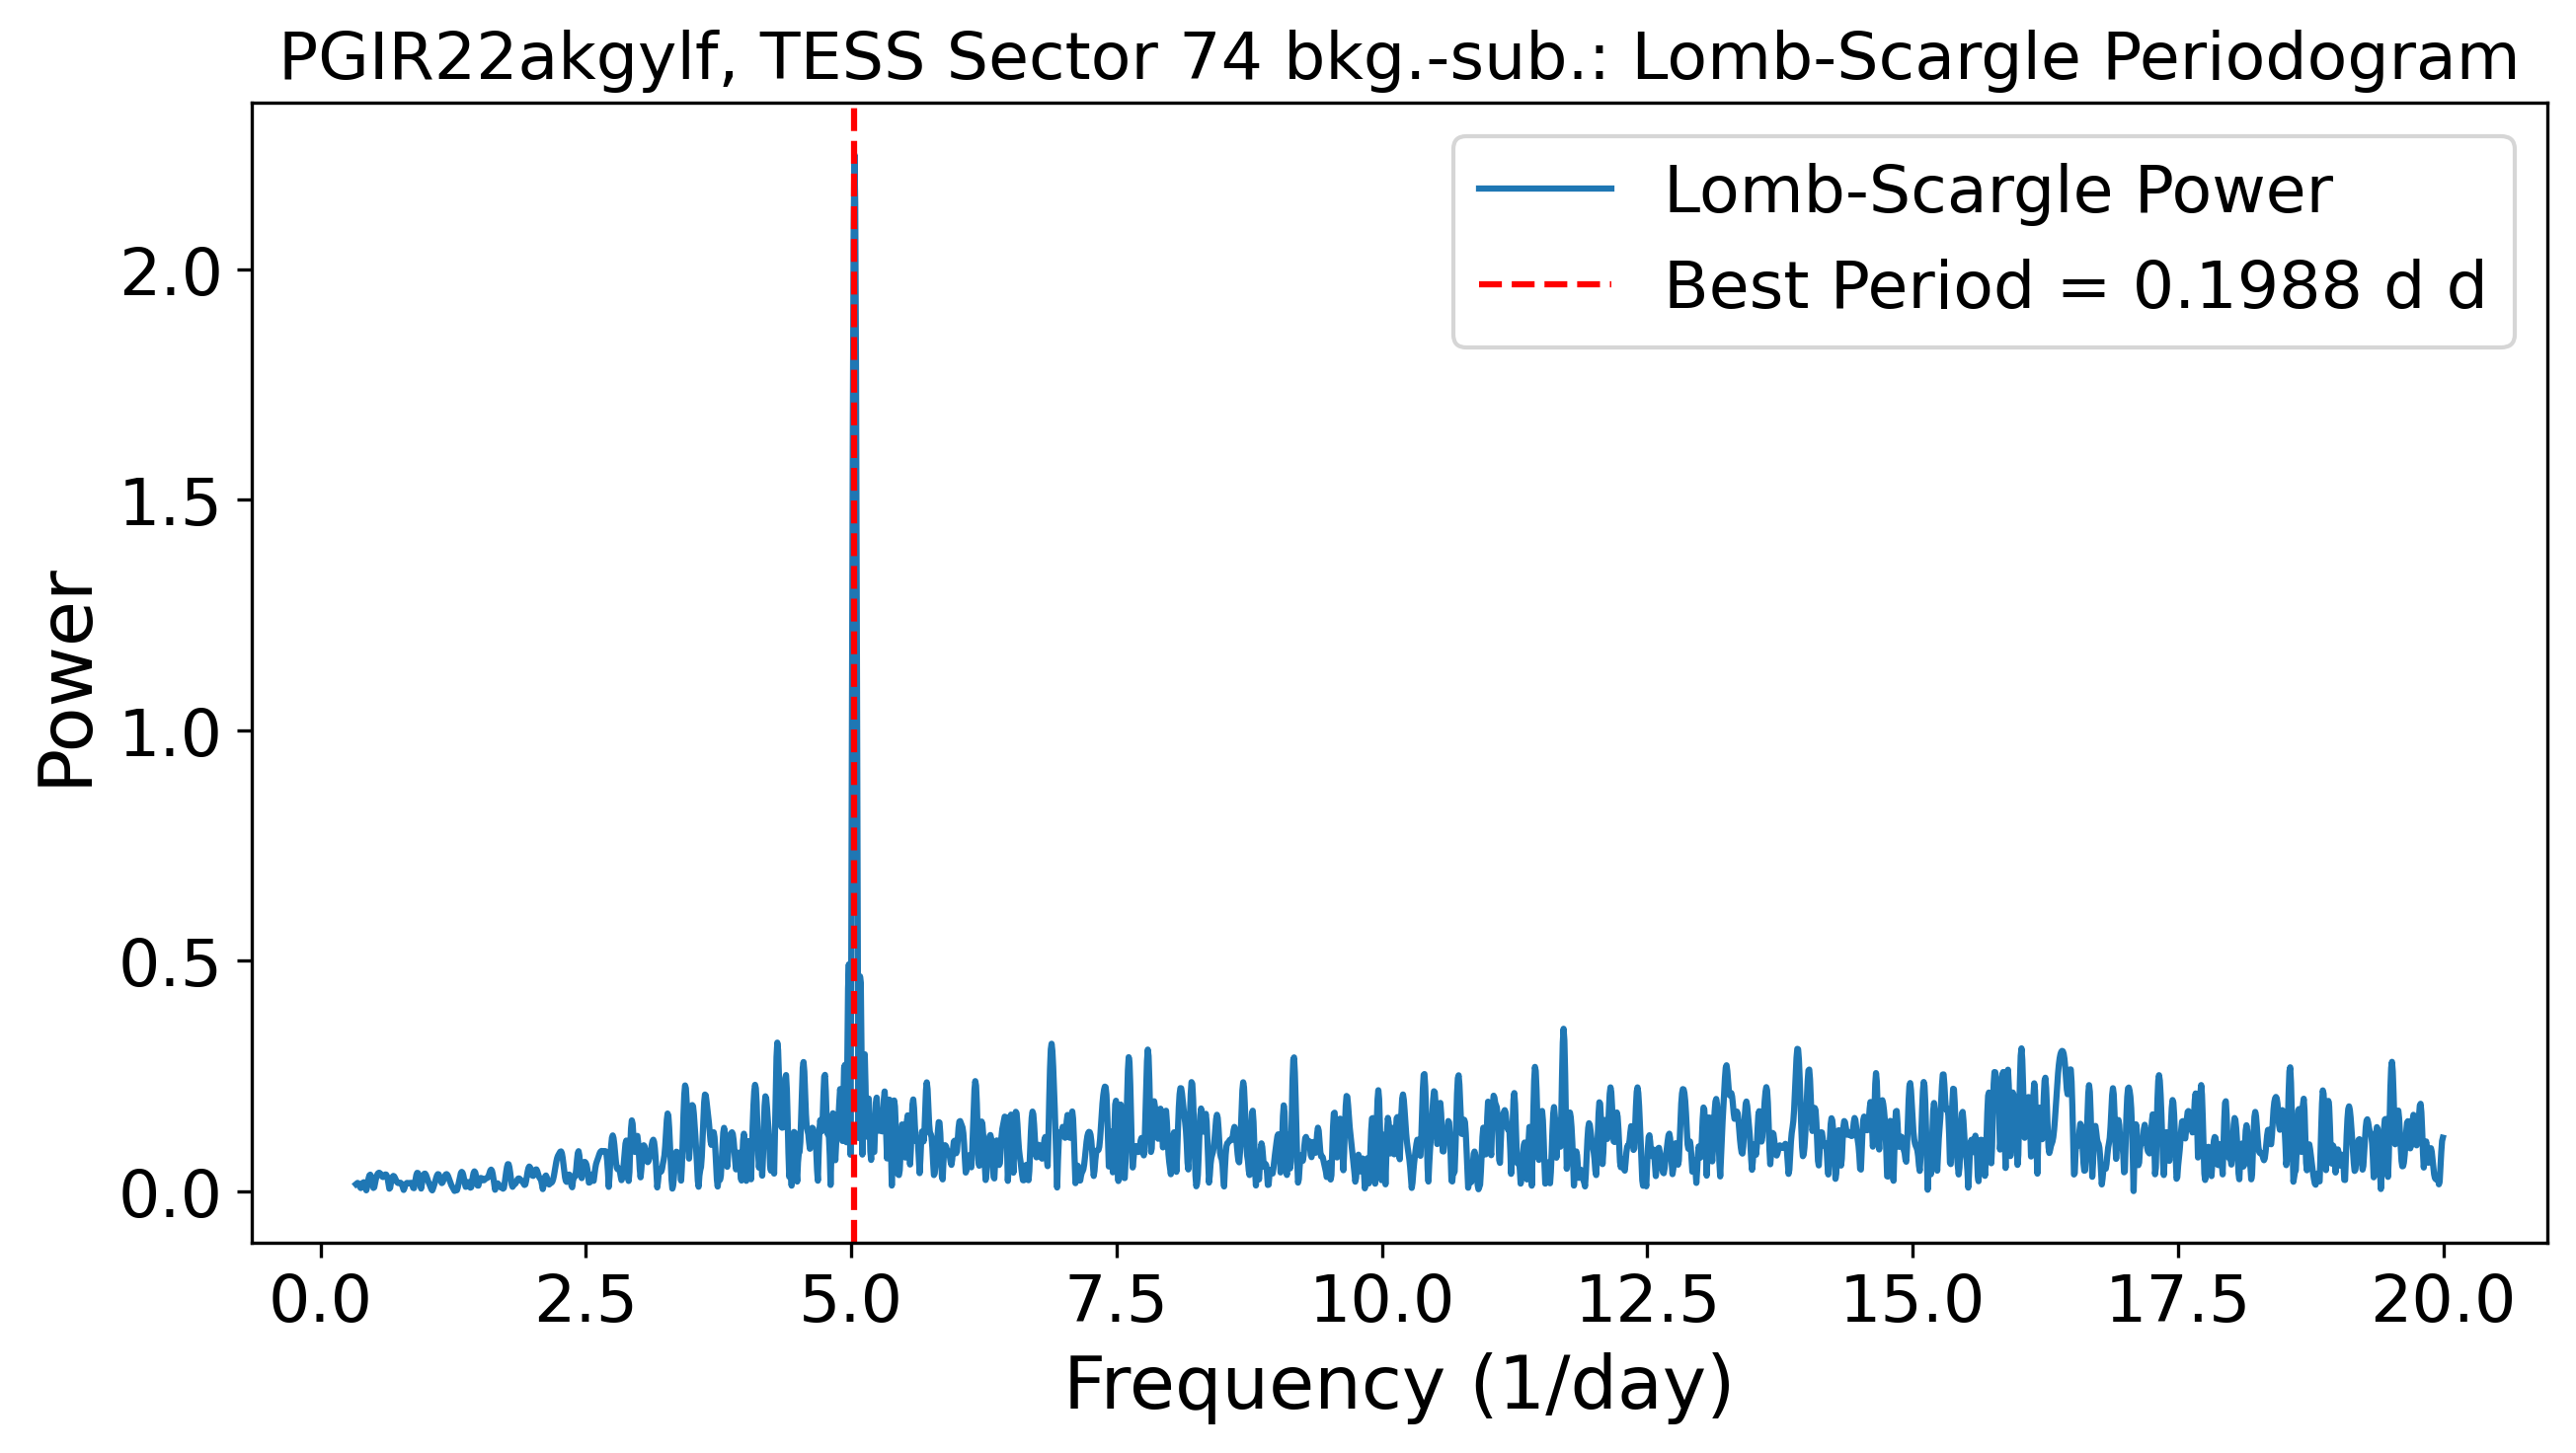 PGIR22akgylf, TESS Sector 74 bkg.-sub.: Lomb-Scargle Periodogram
Lomb-Scargle Power
Best Period = 0.1988 d d
Power
2.0
1.5
1.0
0.5
0.0
0.0 2.5 5.0 7.5 10.0 12.5 15.0 17.5 20.0
Frequency (1/day)